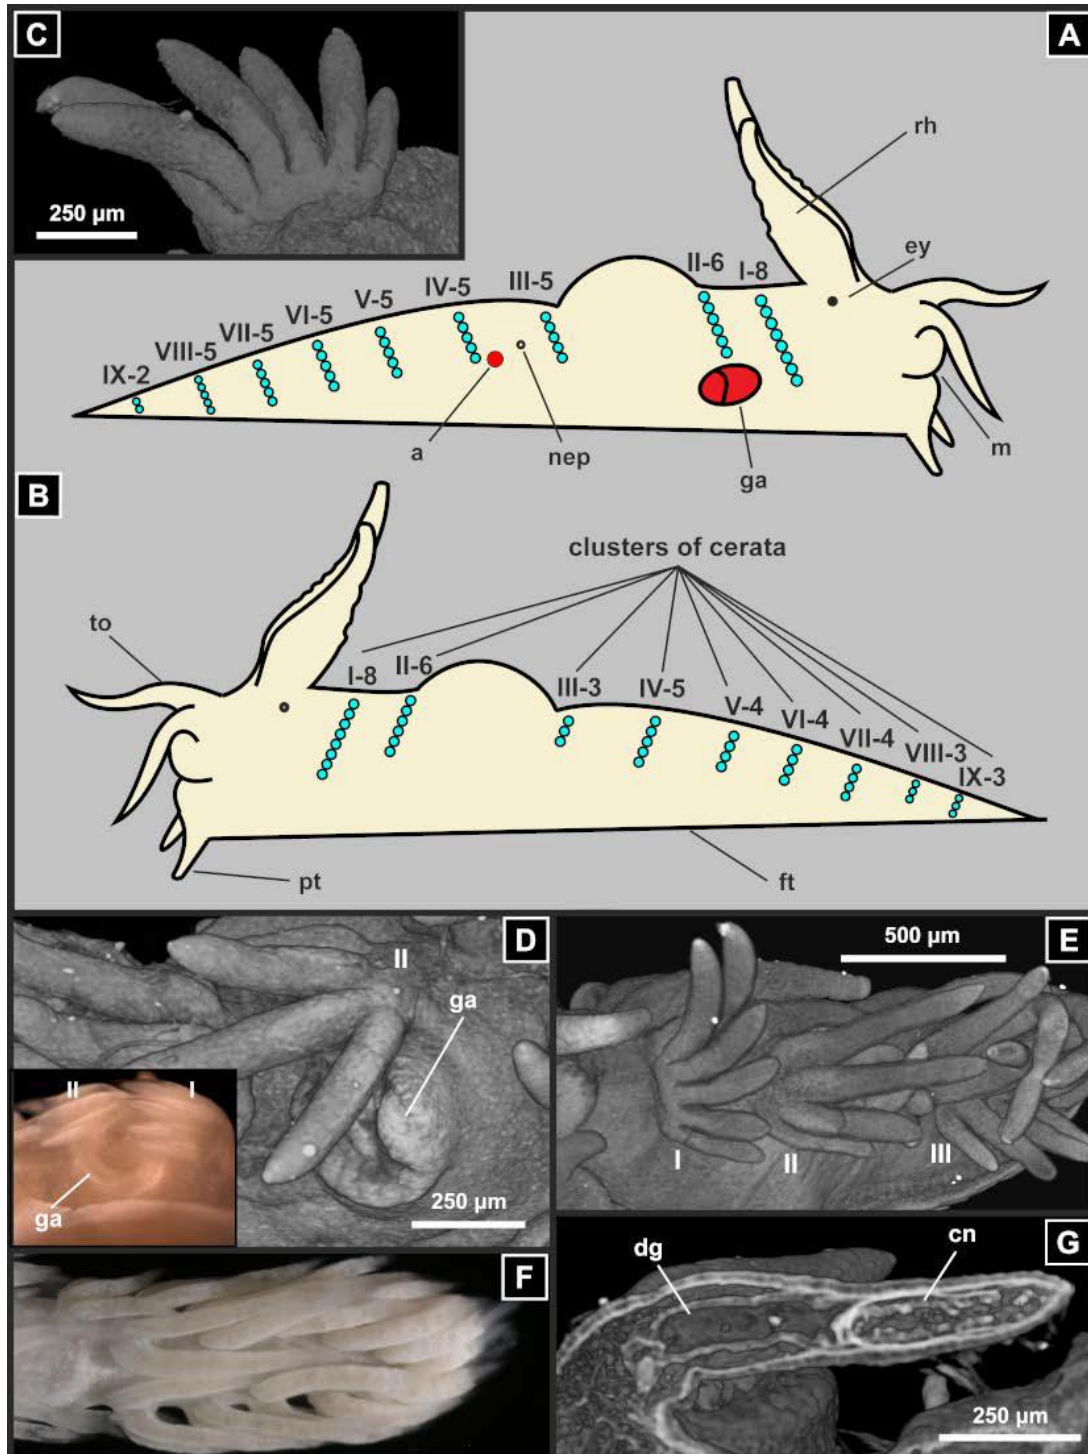 C
A
250 µm
rh
ey
II-6 I-8
III-5
IV-5
V-5
VI-5
VII-5
VIII-5
IX-2
a
nep
ga
m
B
clusters of cerata
to
I-8
II-6
III-3
IV-5
V-4
VI-4
VII-4
VIII-3
IX-3
pt
ft
D
II
ga
250 µm
II
I
ga
E
500 µm
I
II
III
F
G
dg
cn
250 µm